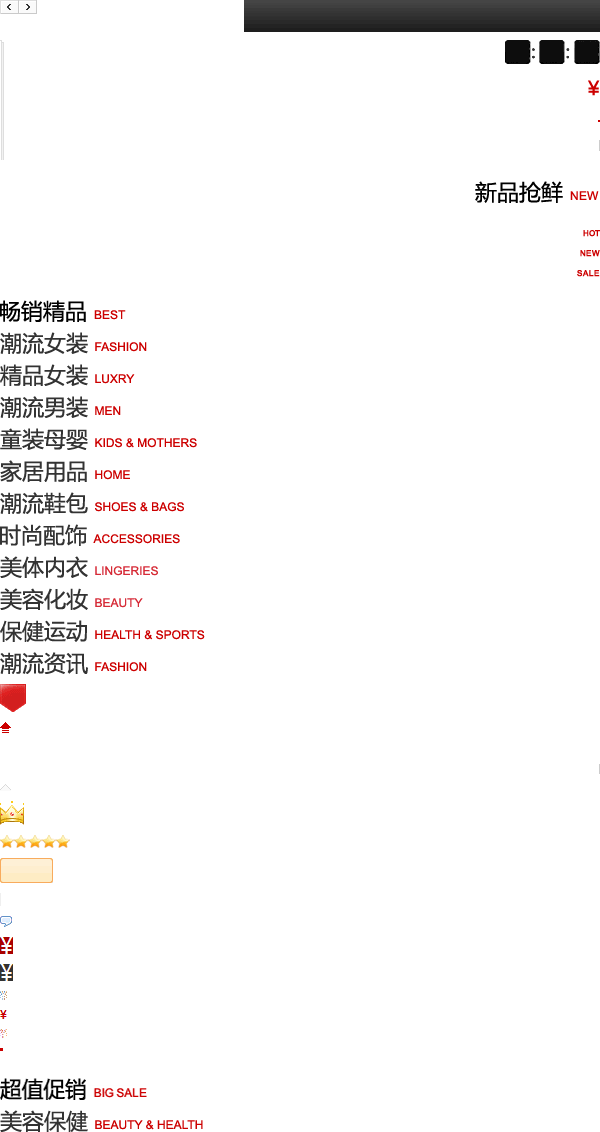 : :
¥
新品抢鲜 NEW
HOT
NEW
SALE
畅销精品 BEST
潮流女装 FASHION
精品女装 LUXRY
潮流男装 MEN
童装母婴 KIDS & MOTHERS
家居用品 HOME
潮流鞋包 SHOES & BAGS
时尚配饰 ACCESSORIES
美体内衣 LINGERIES
美容化妆 BEAUTY
保健运动 HEALTH & SPORTS
潮流资讯 FASHION
¥
¥
¥
超值促销 BIG SALE
美容保健 BEAUTY & HEALTH